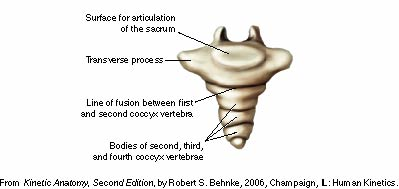 Surface for articulation
of the sacrum
Transverse process
Line of fusion between first
and second coccyx vertebra
Bodies of second, third,
and fourth coccyx vertebrae
From Kinetic Anatomy, Second Edition, by Robert S. Behnke, 2006, Champaign, IL: Human Kinetics.